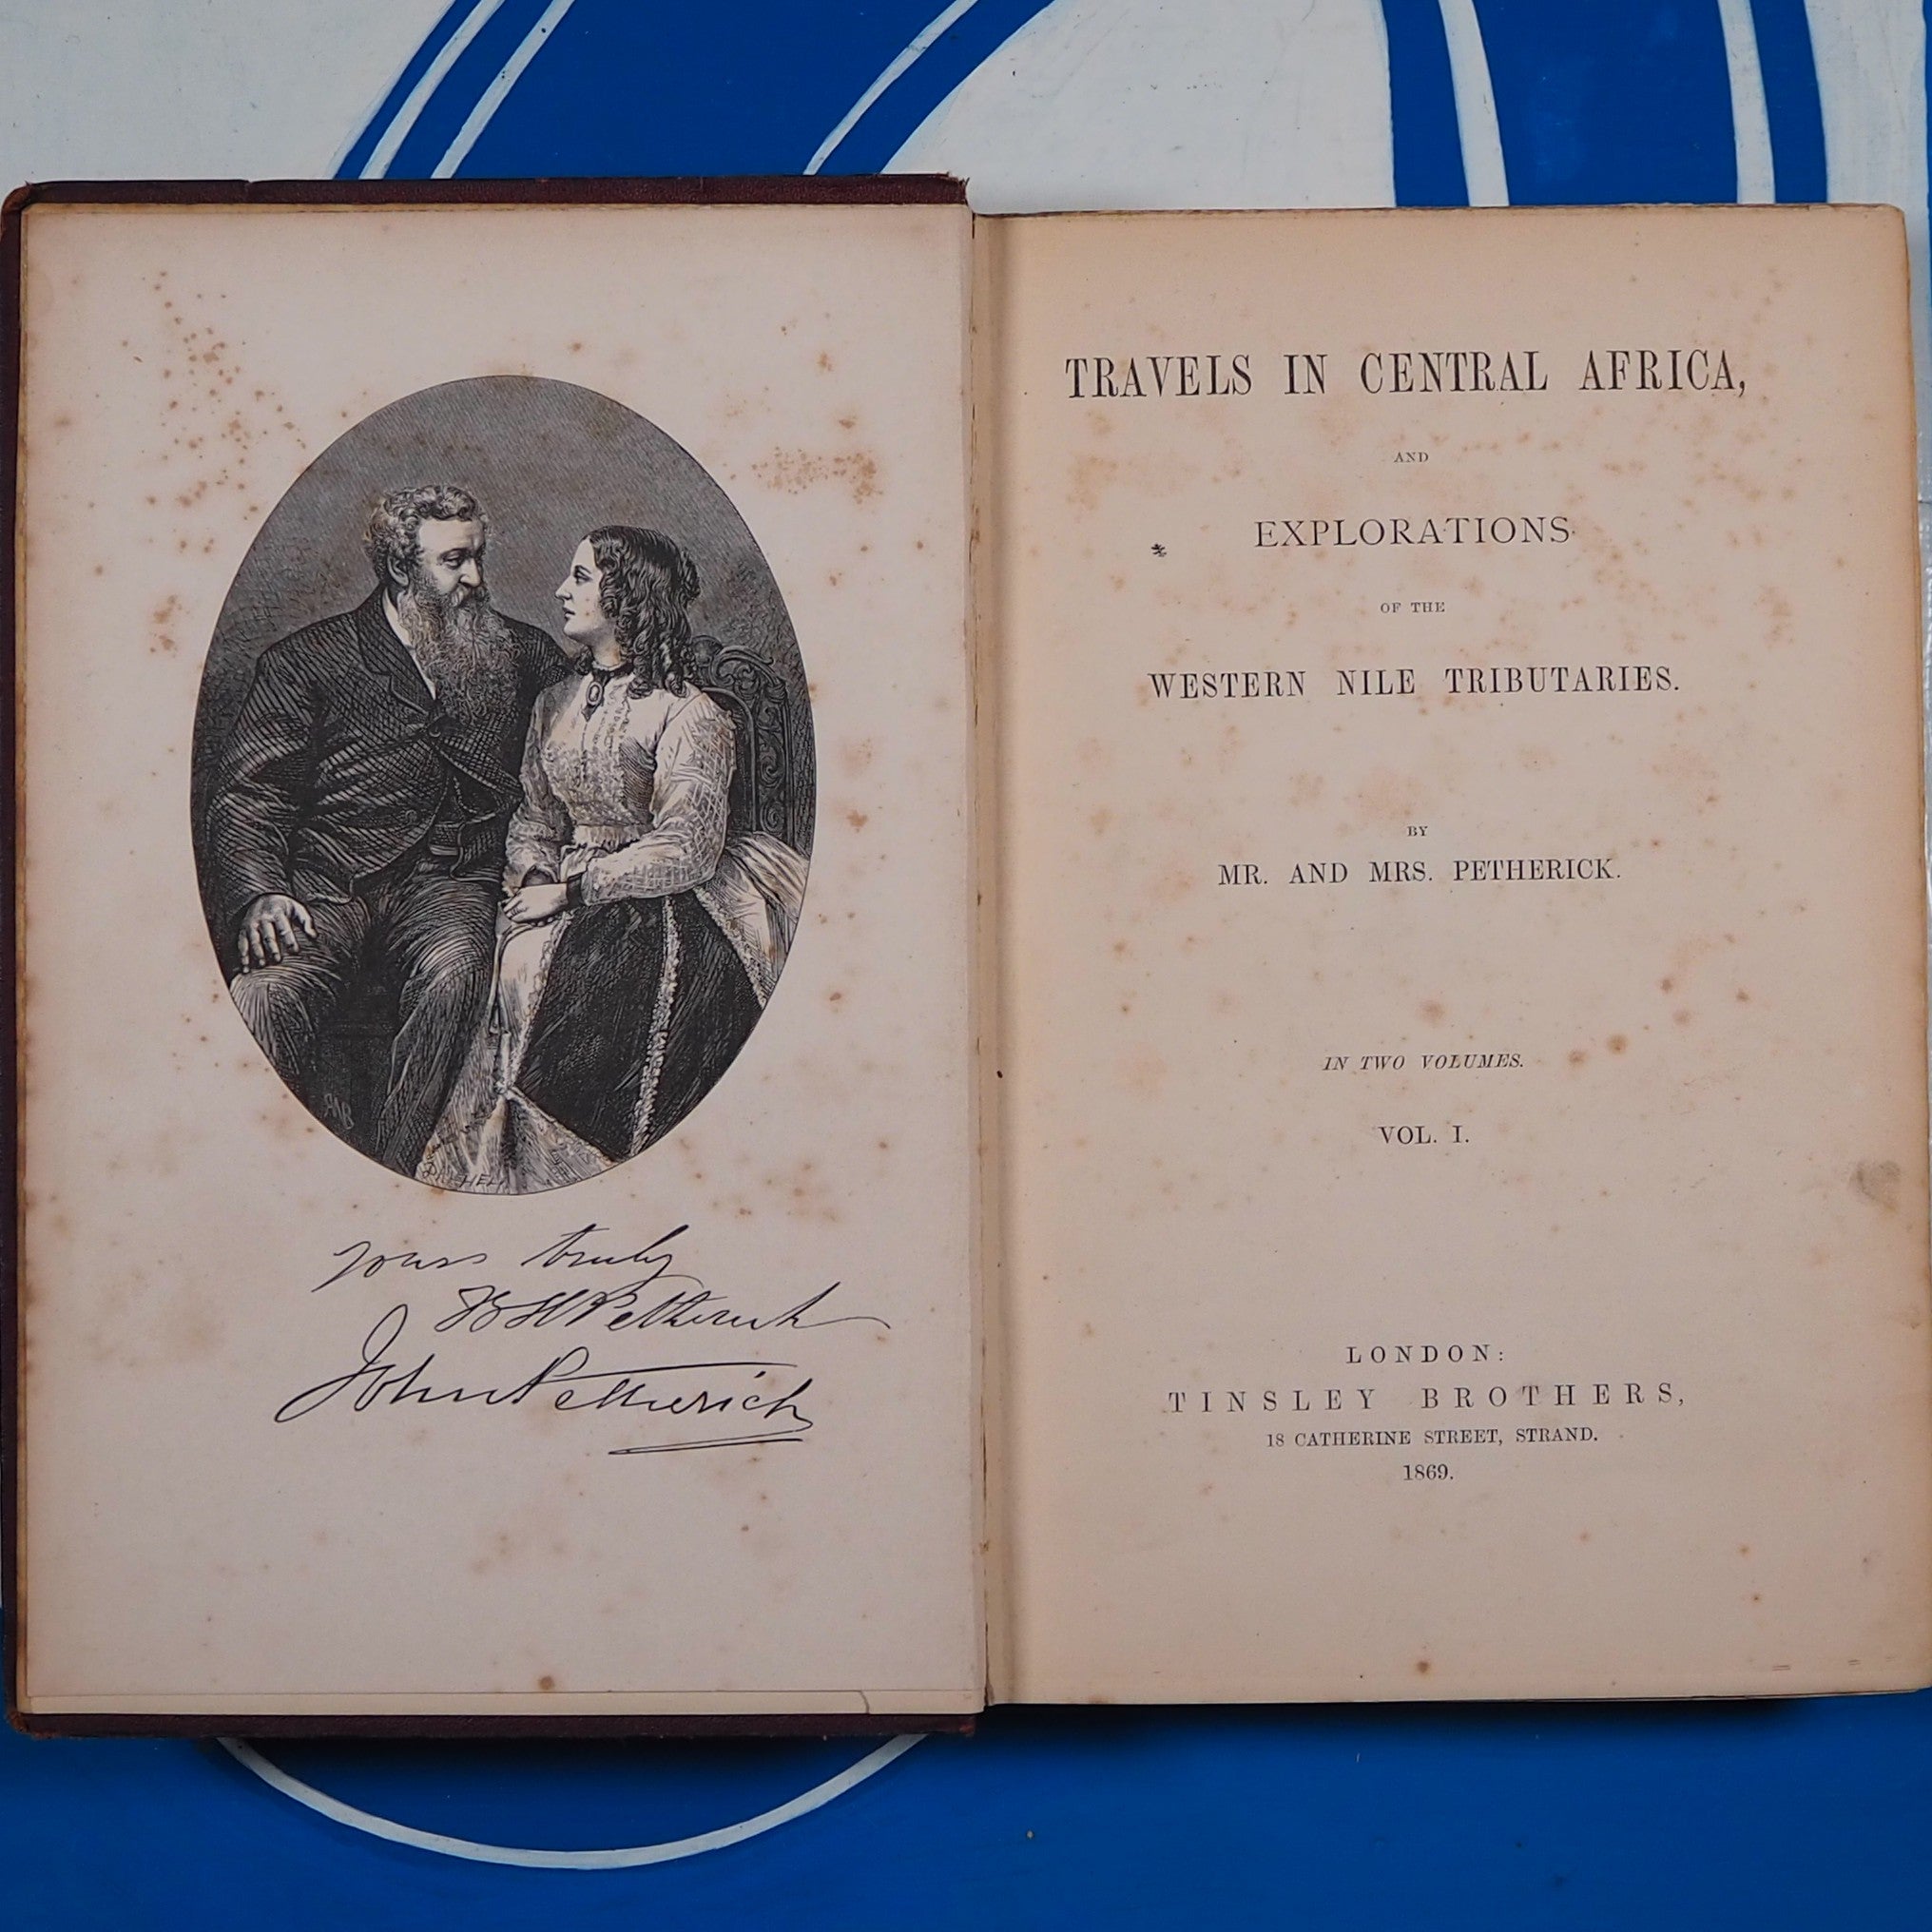 yours truly
B H Petherick
John Petherick
TRAVELS IN CENTRAL AFRICA,
AND
EXPLORATIONS
OF THE
WESTERN NILE TRIBUTARIES.
BY
MR. AND MRS. PETHERICK.
IN TWO VOLUMES.
VOL. I.
LONDON:
TINSLEY BROTHERS,
18 CATHERINE STREET, STRAND.
1869.